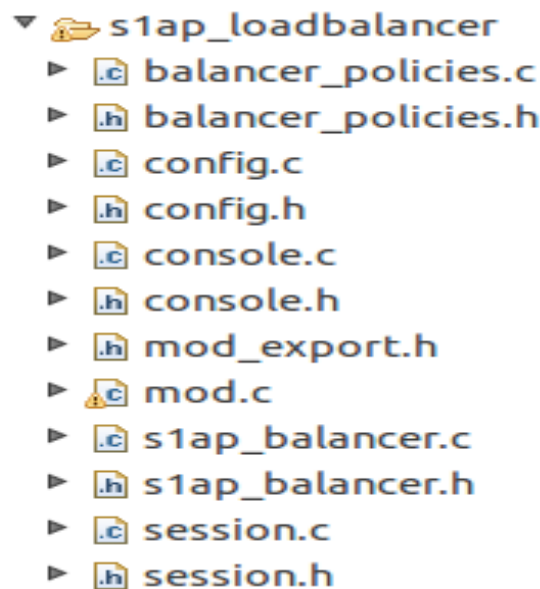 s1ap_loadbalancer
.c balancer_policies.c
.h balancer_policies.h
.c config.c
.h config.h
.c console.c
.h console.h
.h mod_export.h
.c mod.c
.c s1ap_balancer.c
.h s1ap_balancer.h
.c session.c
.h session.h